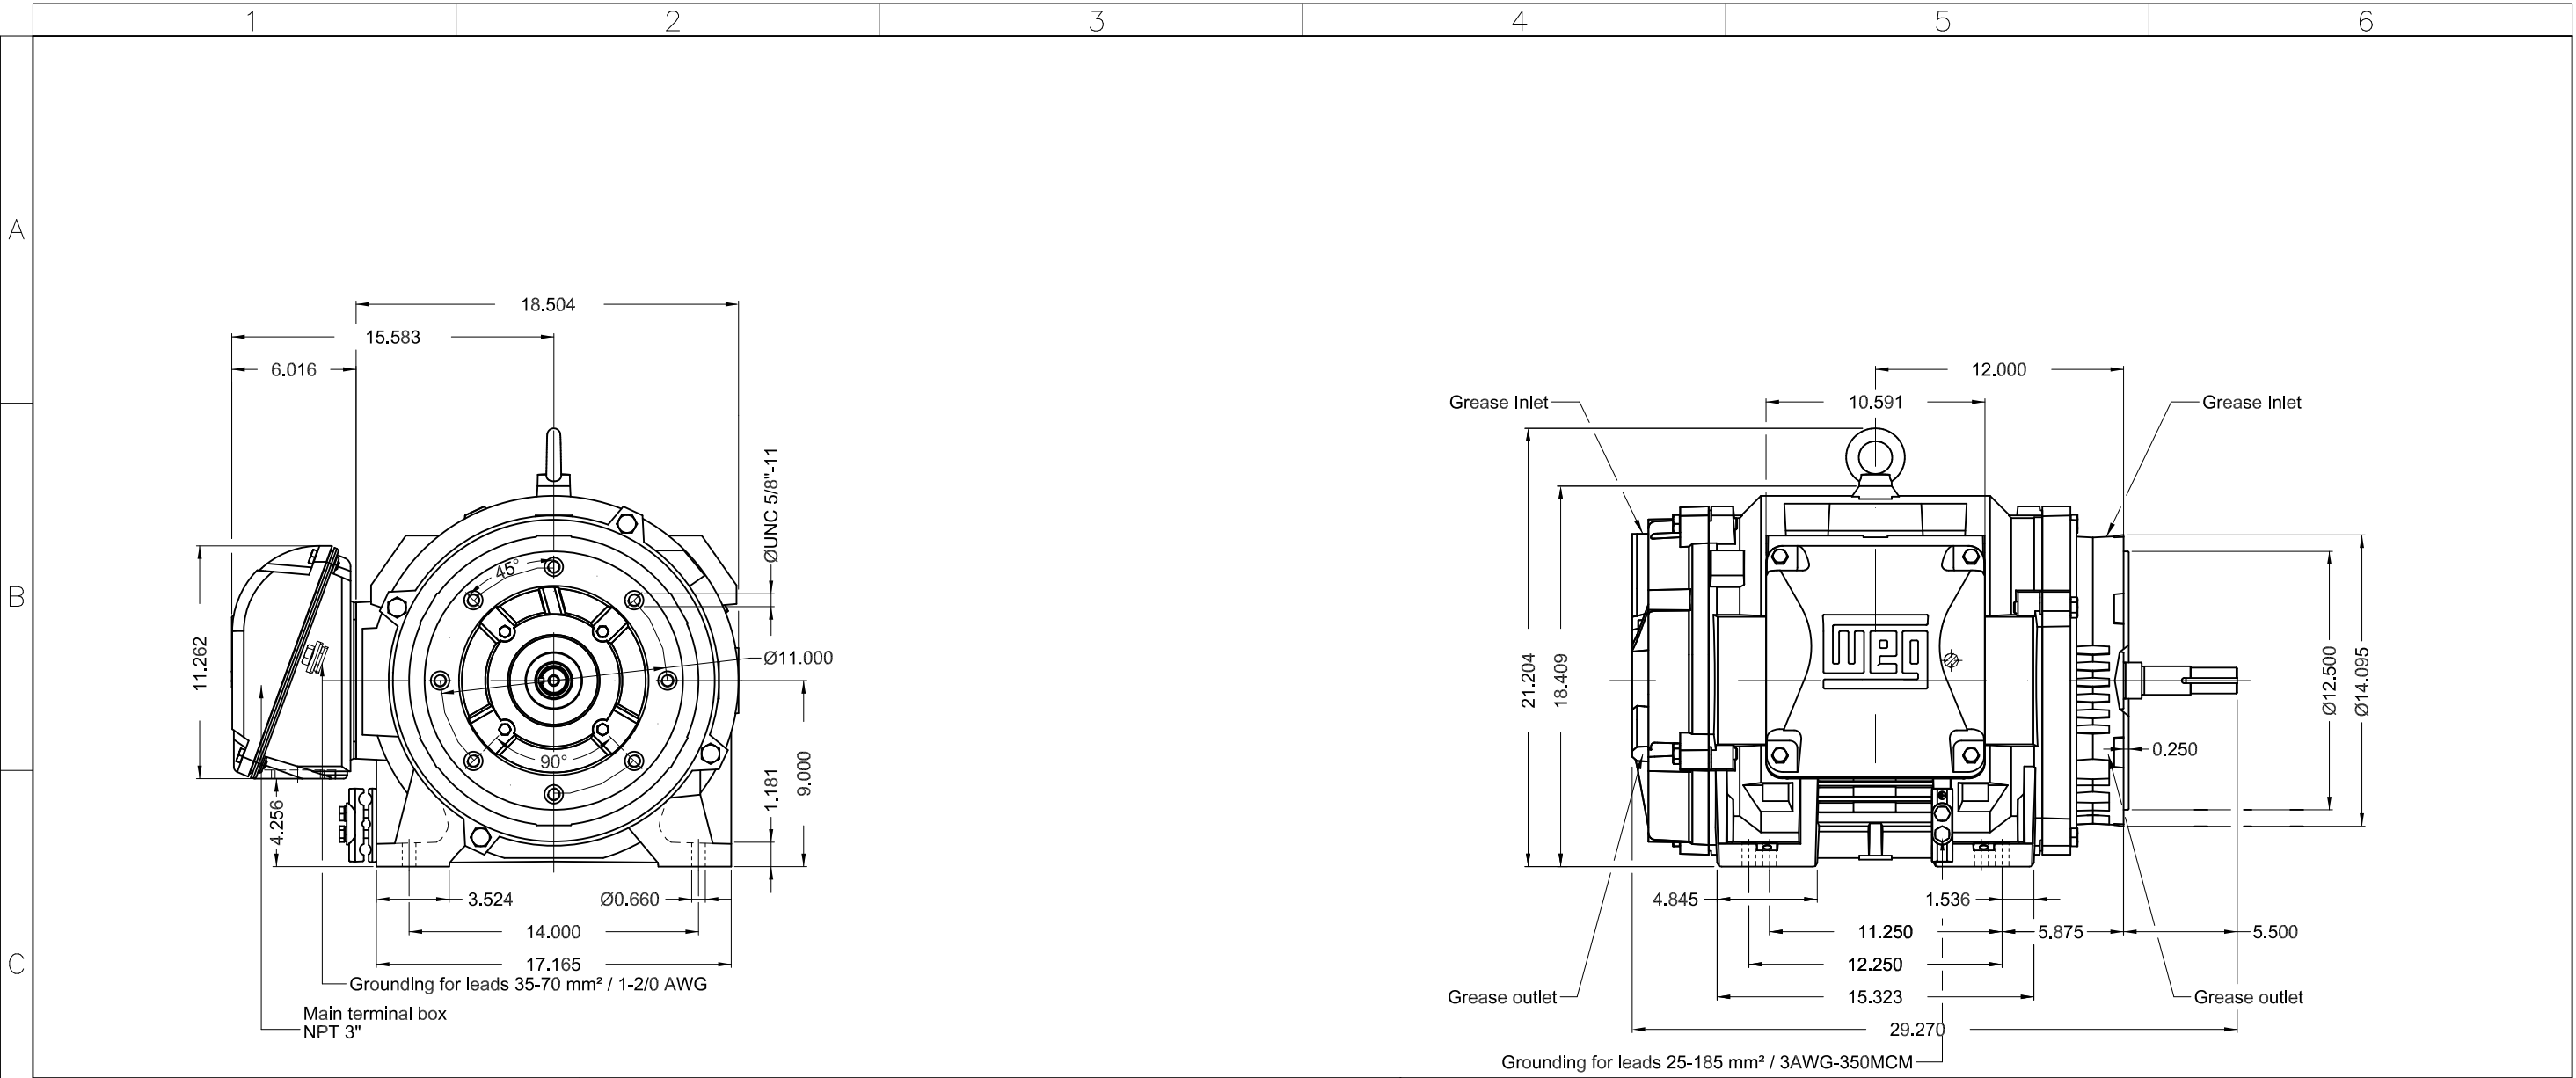 1 2 3 4 5 6
A
B
C
18.504
15.583
6.016
ØUNC 5/8"-11
45°
11.262
Ø11.000
90°
9.000
1.181
4.256
3.524
Ø0.660
14.000
17.165
Grounding for leads 35-70 mm² / 1-2/0 AWG
Main terminal box
NPT 3"
12.000
Grease Inlet
10.591
Grease Inlet
weg
21.204
18.409
Ø12.500
Ø14.095
0.250
4.845
1.536
11.250
5.875
5.500
12.250
Grease outlet
15.323
Grease outlet
29.270
Grounding for leads 25-185 mm² / 3AWG-350MCM